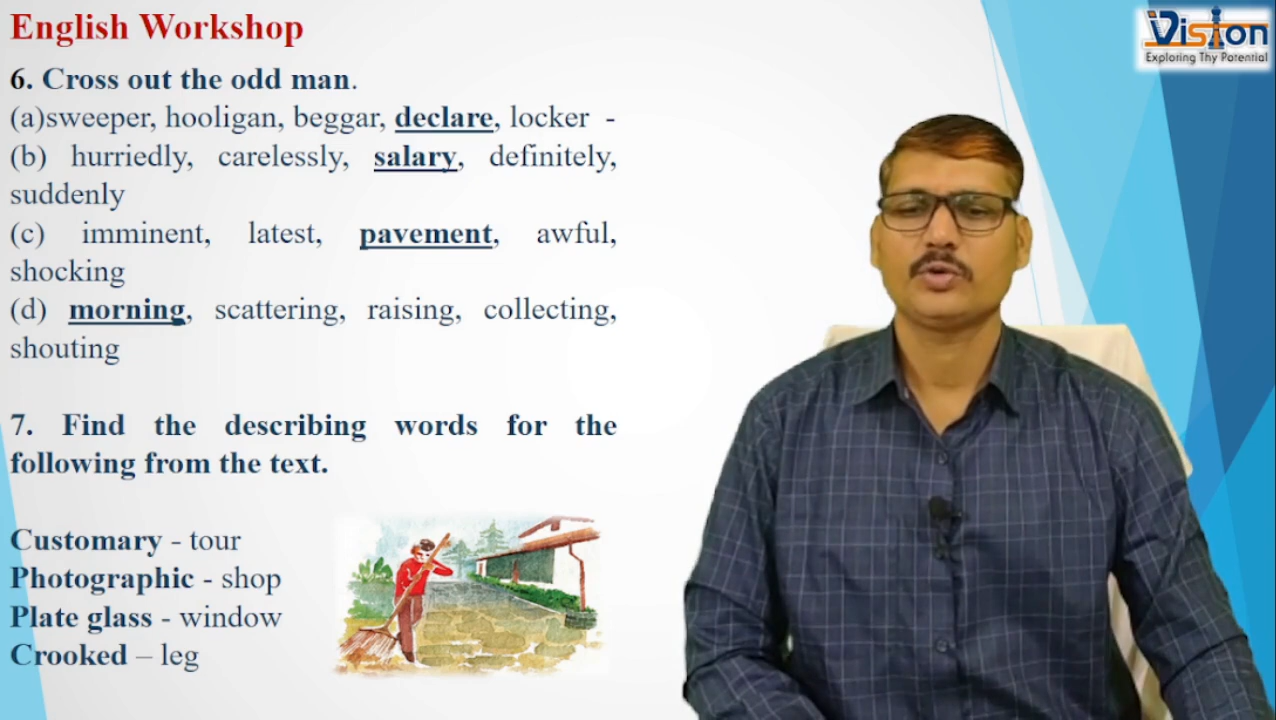 English Workshop
6. Cross out the odd man.
(a)sweeper, hooligan, beggar, declare, locker -
(b) hurriedly, carelessly, salary, definitely,
suddenly
(c) imminent, latest, pavement, awful,
shocking
(d) morning, scattering, raising, collecting,
shouting
7. Find the describing words for the
following from the text.
Customary - tour
Photographic - shop
Plate glass - window
Crooked – leg
Vision
Exploring Thy Potential